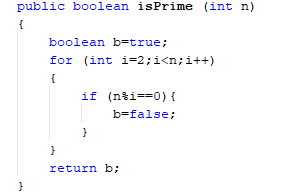 public boolean isPrime (int n)
{
boolean b=true;
for (int i=2;i<n;i++)
{
if (n%i==0){
b=false;
}
}
return b;
}